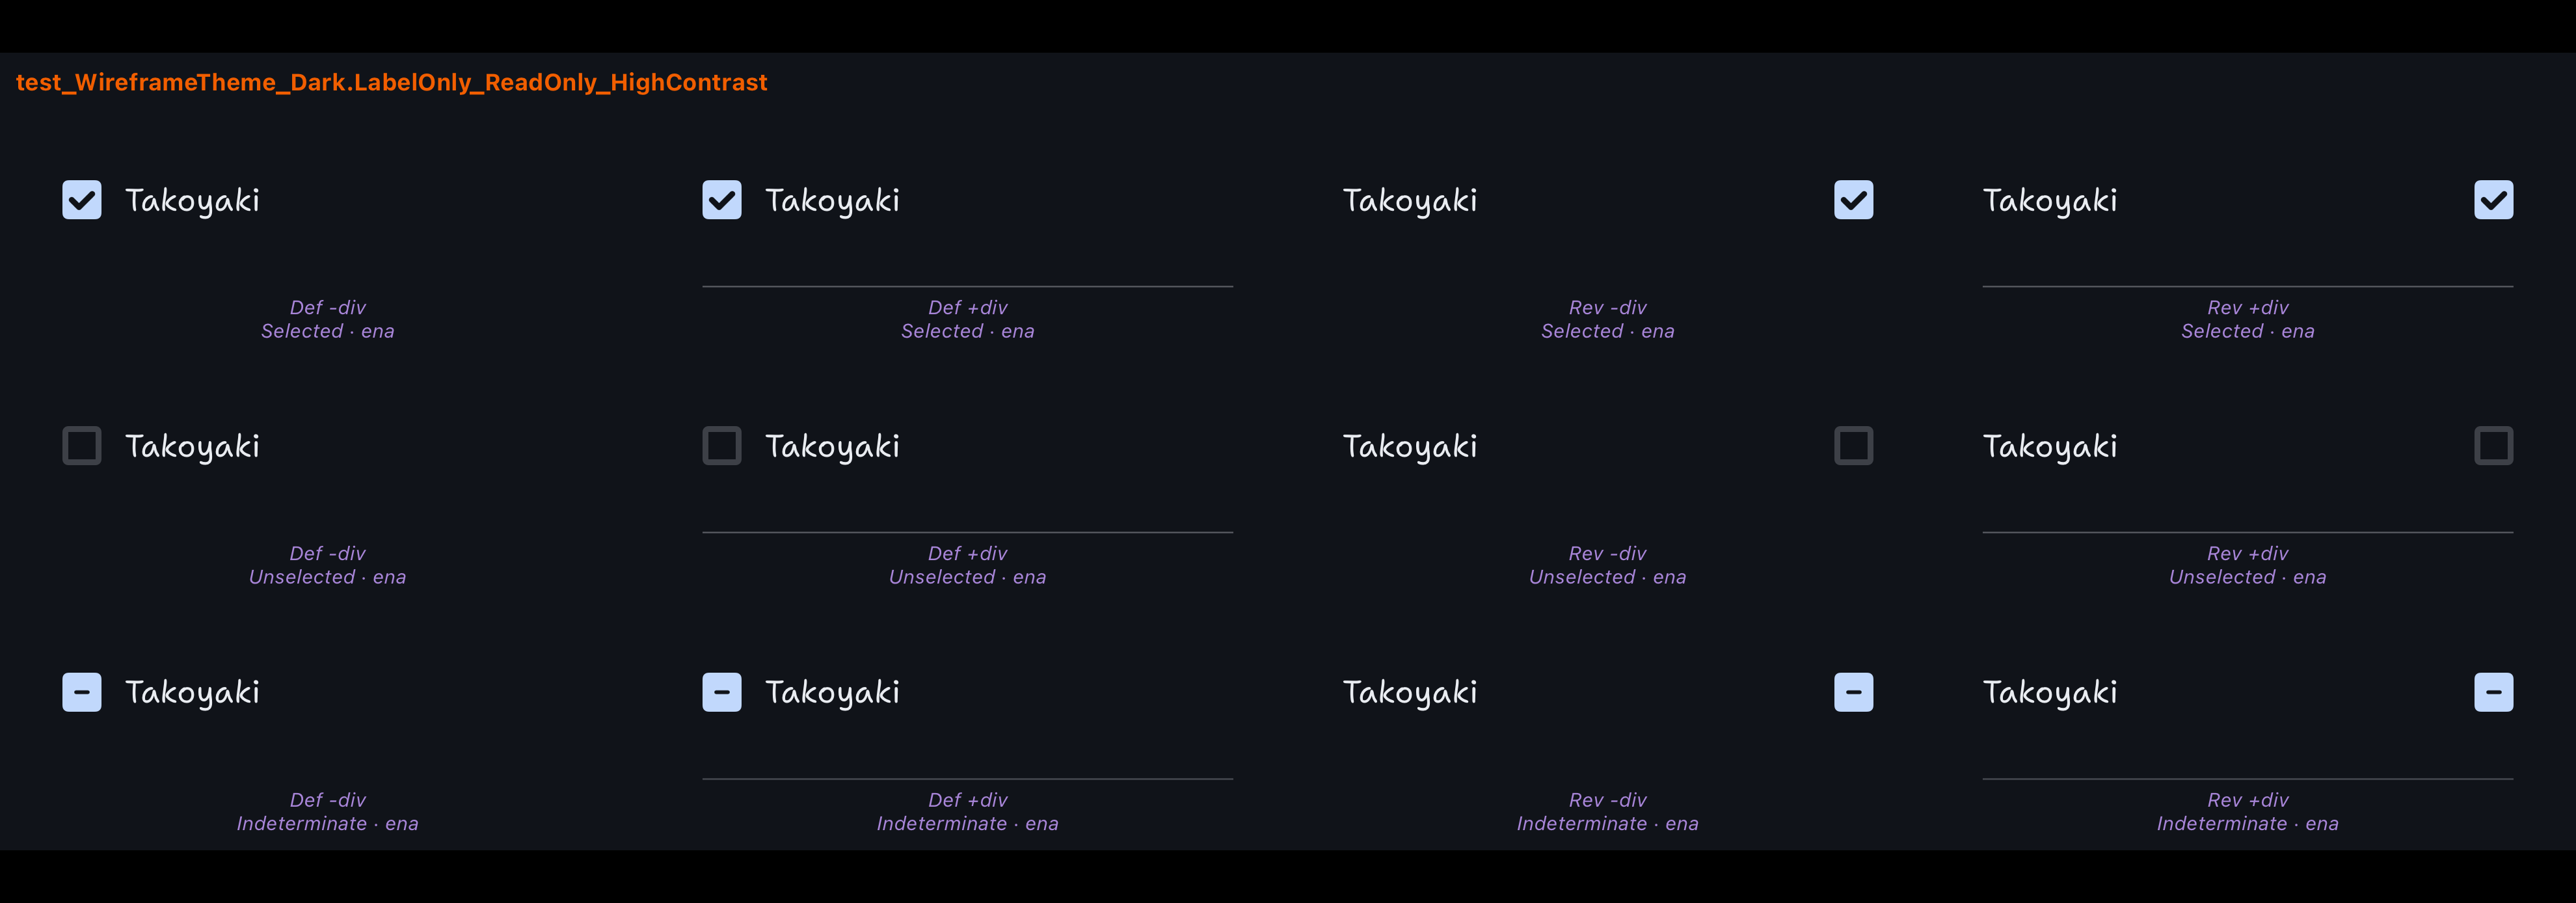 test_WireframeTheme_Dark.LabelOnly_ReadOnly_HighContrast
Takoyaki
Takoyaki
Takoyaki
Takoyaki
Def -div
Selected · ena
Def +div
Selected · ena
Rev -div
Selected · ena
Rev +div
Selected · ena
Takoyaki
Takoyaki
Takoyaki
Takoyaki
Def -div
Unselected · ena
Def +div
Unselected · ena
Rev -div
Unselected · ena
Rev +div
Unselected · ena
Takoyaki
Takoyaki
Takoyaki
Takoyaki
Def -div
Indeterminate · ena
Def +div
Indeterminate · ena
Rev -div
Indeterminate · ena
Rev +div
Indeterminate · ena